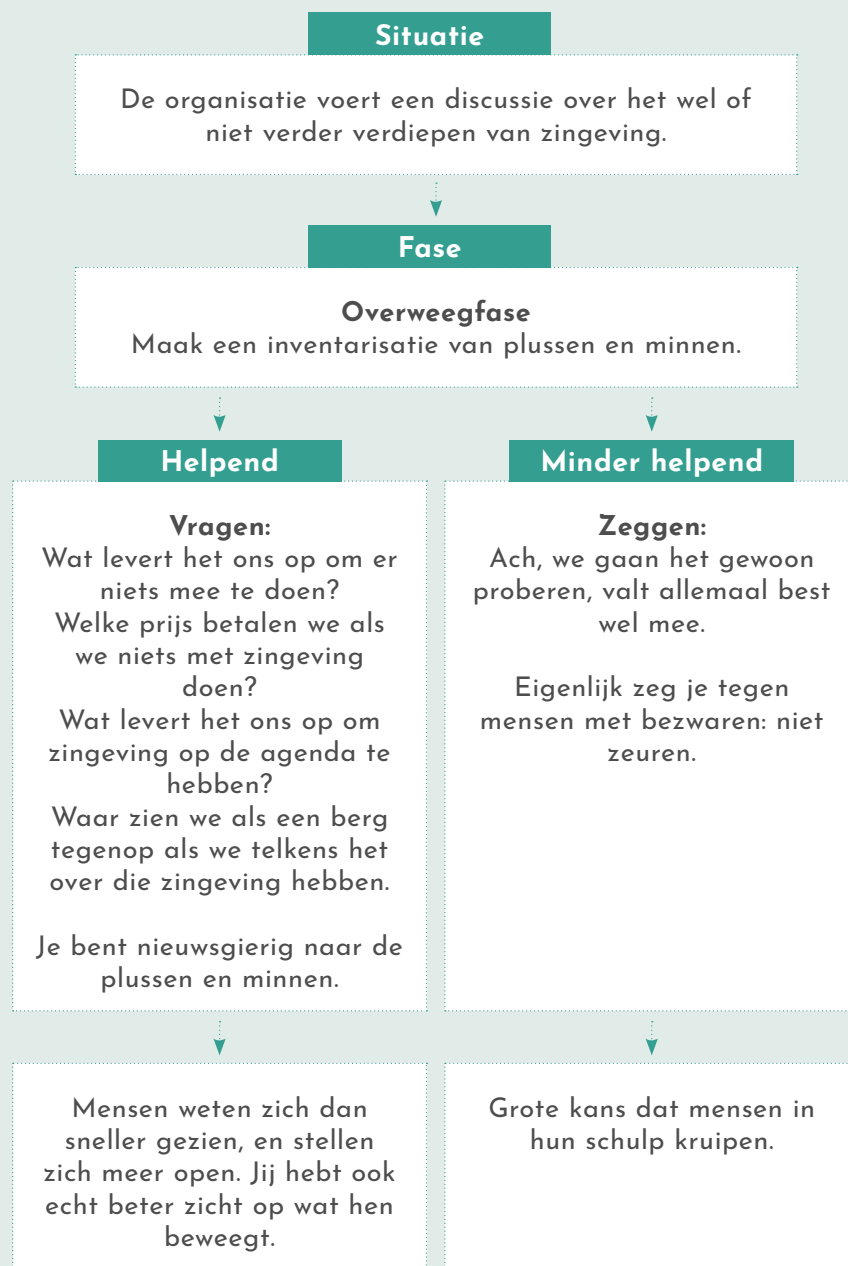 Situatie
De organisatie voert een discussie over het wel of
niet verder verdiepen van zingeving.
Fase
Overweegfase
Maak een inventarisatie van plussen en minnen.
Helpend
Vragen:
Wat levert het ons op om er
niets mee te doen?
Welke prijs betalen we als
we niets met zingeving
doen?
Wat levert het ons op om
zingeving op de agenda te
hebben?
Waar zien we als een berg
tegenop als we telkens het
over die zingeving hebben.
Je bent nieuwsgierig naar de
plussen en minnen.
Mensen weten zich dan
sneller gezien, en stellen
zich meer open. Jij hebt ook
echt beter zicht op wat hen
beweegt.
Minder helpend
Zeggen:
Ach, we gaan het gewoon
proberen, valt allemaal best
wel mee.
Eigenlijk zeg je tegen
mensen met bezwaren: niet
zeuren.
Grote kans dat mensen in
hun schulp kruipen.